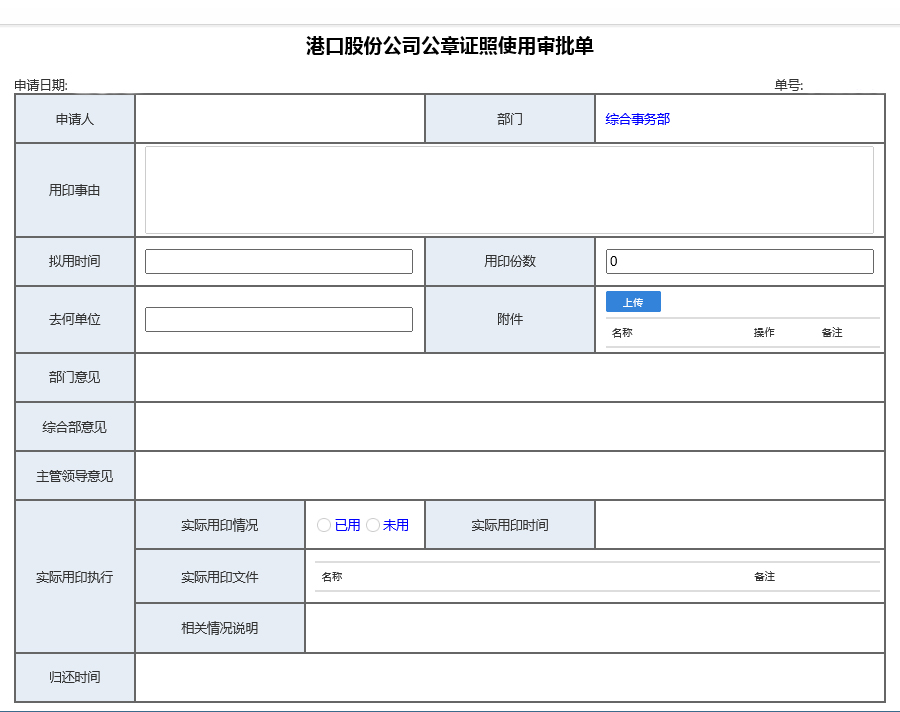 港口股份公司公章证照使用审批单
申请日期: 单号:
申请人 部门 综合事务部
用印事由
拟用时间 用印份数 0
去何单位 附件 上传
名称 操作 备注
部门意见
综合部意见
主管领导意见
实际用印执行 实际用印情况 已用 未用 实际用印时间
实际用印文件 名称 备注
相关情况说明
归还时间